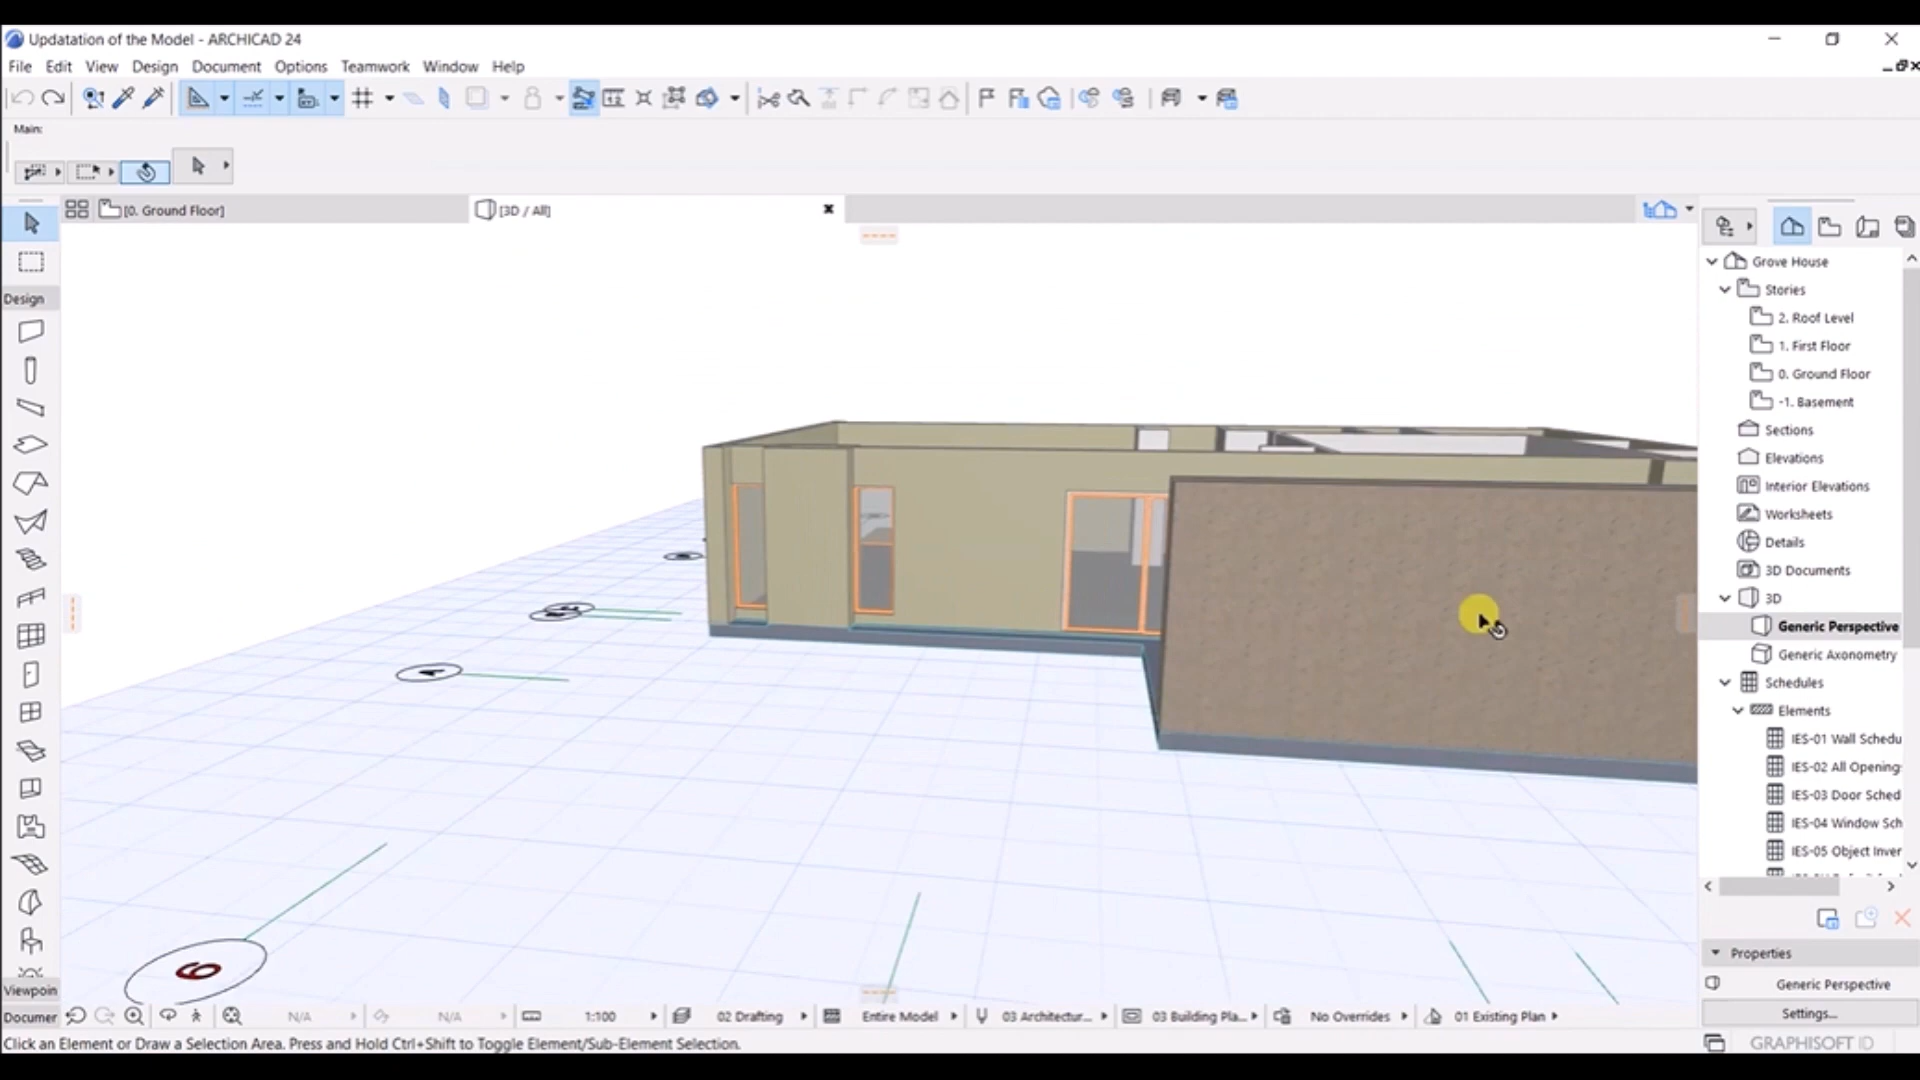 Updatation of the Model - ARCHICAD 24
File Edit View Design Document Options Teamwork Window Help
Main:
[0. Ground Floor]
[3D / All]
Design
Grove House
Stories
2. Roof Level
1. First Floor
0. Ground Floor
-1. Basement
Sections
Elevations
Interior Elevations
Worksheets
Details
3D Documents
3D
Generic Perspective
Generic Axonometry
Schedules
Elements
IES-01 Wall Schedu
IES-02 All Opening
IES-03 Door Sched
IES-04 Window Sch
IES-05 Object Inver
A
6
Viewpoin
Properties
Generic Perspective
Settings...
Documer
N/A
N/A
1:100
02 Drafting
Entire Model
03 Architectur...
03 Building Pla...
No Overrides
01 Existing Plan
Click an Element or Draw a Selection Area. Press and Hold Ctrl+Shift to Toggle Element/Sub-Element Selection.
GRAPHISOFT ID